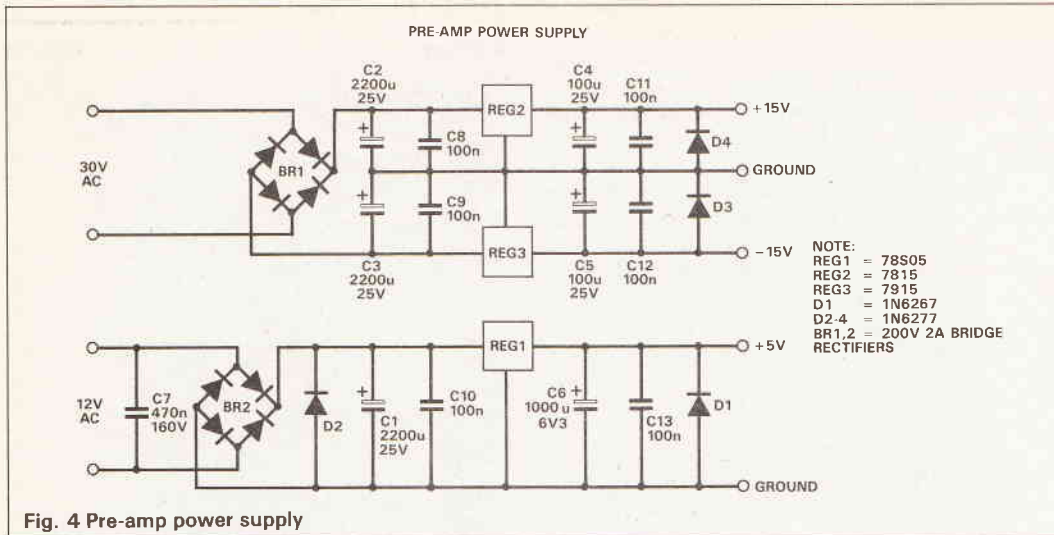 PRE-AMP POWER SUPPLY
C2
2200u
25V
C4
100u
25V
C11
100n
REG2
+15V
+
+
C8
100n
D4
30V
AC
BR1
GROUND
+
+
C9
100n
D3
REG3
−15V
C3
2200u
25V
C5
100u
25V
C12
100n
NOTE:
REG1 = 78S05
REG2 = 7815
REG3 = 7915
D1 = 1N6267
D2-4 = 1N6277
BR1,2 = 200V 2A BRIDGE
RECTIFIERS
REG1
+5V
12V
AC
C7
470n
160V
BR2
D2
+
C1
2200u
25V
C10
100n
+
C6
1000u
6V3
C13
100n
D1
GROUND
Fig. 4 Pre-amp power supply